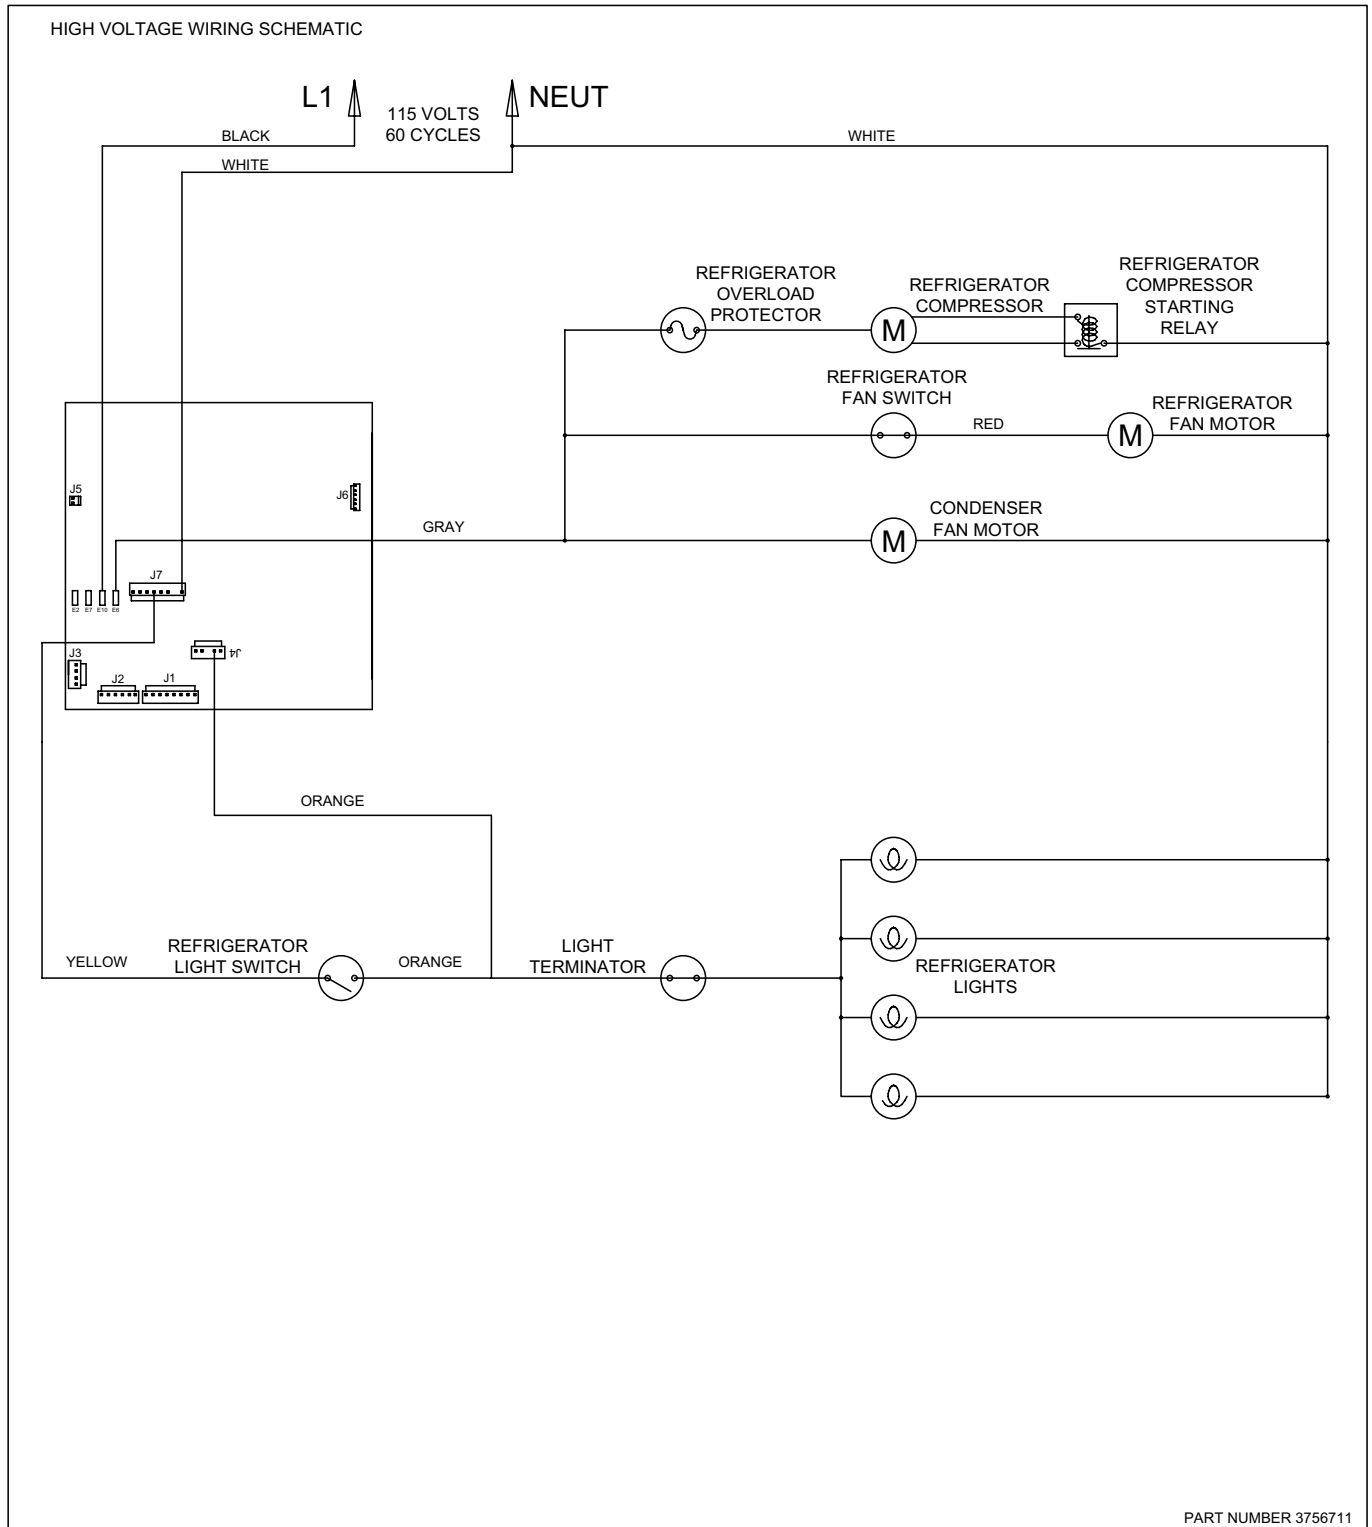 HIGH VOLTAGE WIRING SCHEMATIC
L1
NEUT
115 VOLTS
60 CYCLES
BLACK
WHITE
WHITE
REFRIGERATOR
OVERLOAD
PROTECTOR
REFRIGERATOR
COMPRESSOR
REFRIGERATOR
COMPRESSOR
STARTING
RELAY
M
REFRIGERATOR
FAN SWITCH
RED
REFRIGERATOR
FAN MOTOR
M
GRAY
CONDENSER
FAN MOTOR
M
J5
J6
J7
E2
E7
E10
E6
J4
J3
J2
J1
ORANGE
YELLOW
REFRIGERATOR
LIGHT SWITCH
ORANGE
LIGHT
TERMINATOR
REFRIGERATOR
LIGHTS
PART NUMBER 3756711